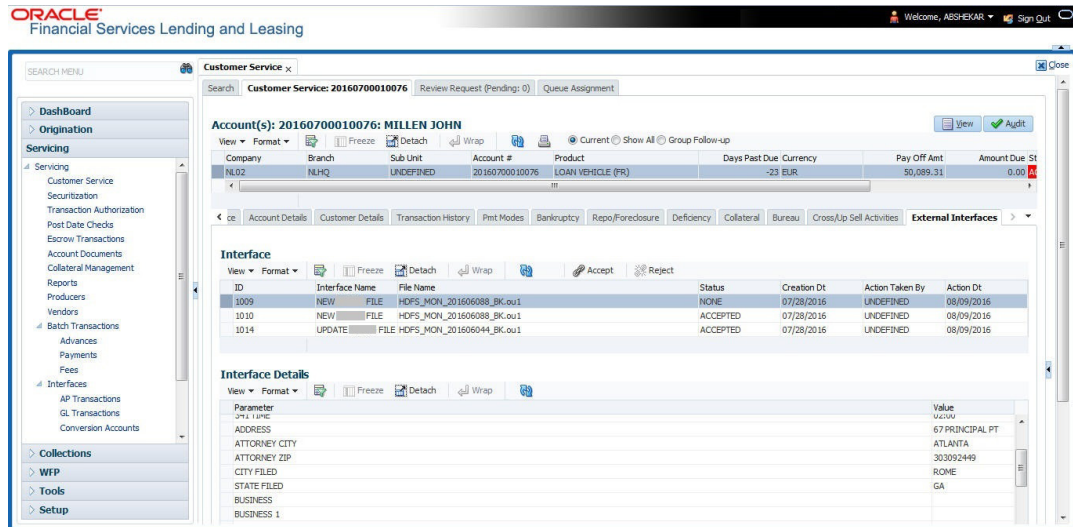 ORACLE
Financial Services Lending and Leasing
Welcome, ABSHEKAR Sign Out
Close
SEARCH MENU
DashBoard
Origination
Servicing
Servicing
Customer Service
Securitization
Transaction Authorization
Post Date Checks
Escrow Transactions
Account Documents
Collateral Management
Reports
Producers
Vendors
Batch Transactions
Advances
Payments
Fees
Interfaces
AP Transactions
GL Transactions
Conversion Accounts
Collections
WFP
Tools
Setup
Customer Service x
Search Customer Service: 20160700010076 Review Request (Pending: 0) Queue Assignment
Account(s): 20160700010076: MILLEN JOHN
View Audit
View Format Freeze Detach Wrap Current Show All Group Follow-up
Company Branch Sub Unit Account # Product Days Past Due Currency Pay Off Amt Amount Due St
NL02 NLHQ UNDEFINED 20160700010076 LOAN VEHICLE (FR) -23 EUR 50,089.31 0.00
ce Account Details Customer Details Transaction History Pmt Modes Bankruptcy Repo/Foreclosure Deficiency Collateral Bureau Cross/Up Sell Activities External Interfaces
Interface
View Format Freeze Detach Wrap Accept Reject
ID Interface Name File Name Status Creation Dt Action Taken By Action Dt
1009 NEW FILE HDFS_MON_201606088_BK.ou1 NONE 07/28/2016 UNDEFINED 08/09/2016
1010 NEW FILE HDFS_MON_201606088_BK.ou1 ACCEPTED 07/28/2016 UNDEFINED 08/09/2016
1014 UPDATE FILE HDFS_MON_201606044_BK.ou1 ACCEPTED 07/28/2016 UNDEFINED 08/09/2016
Interface Details
View Format Freeze Detach Wrap
Parameter Value
341 TIME 02:00
ADDRESS 67 PRINCIPAL PT
ATTORNEY CITY ATLANTA
ATTORNEY ZIP 303092449
CITY FILED ROME
STATE FILED GA
BUSINESS
BUSINESS 1